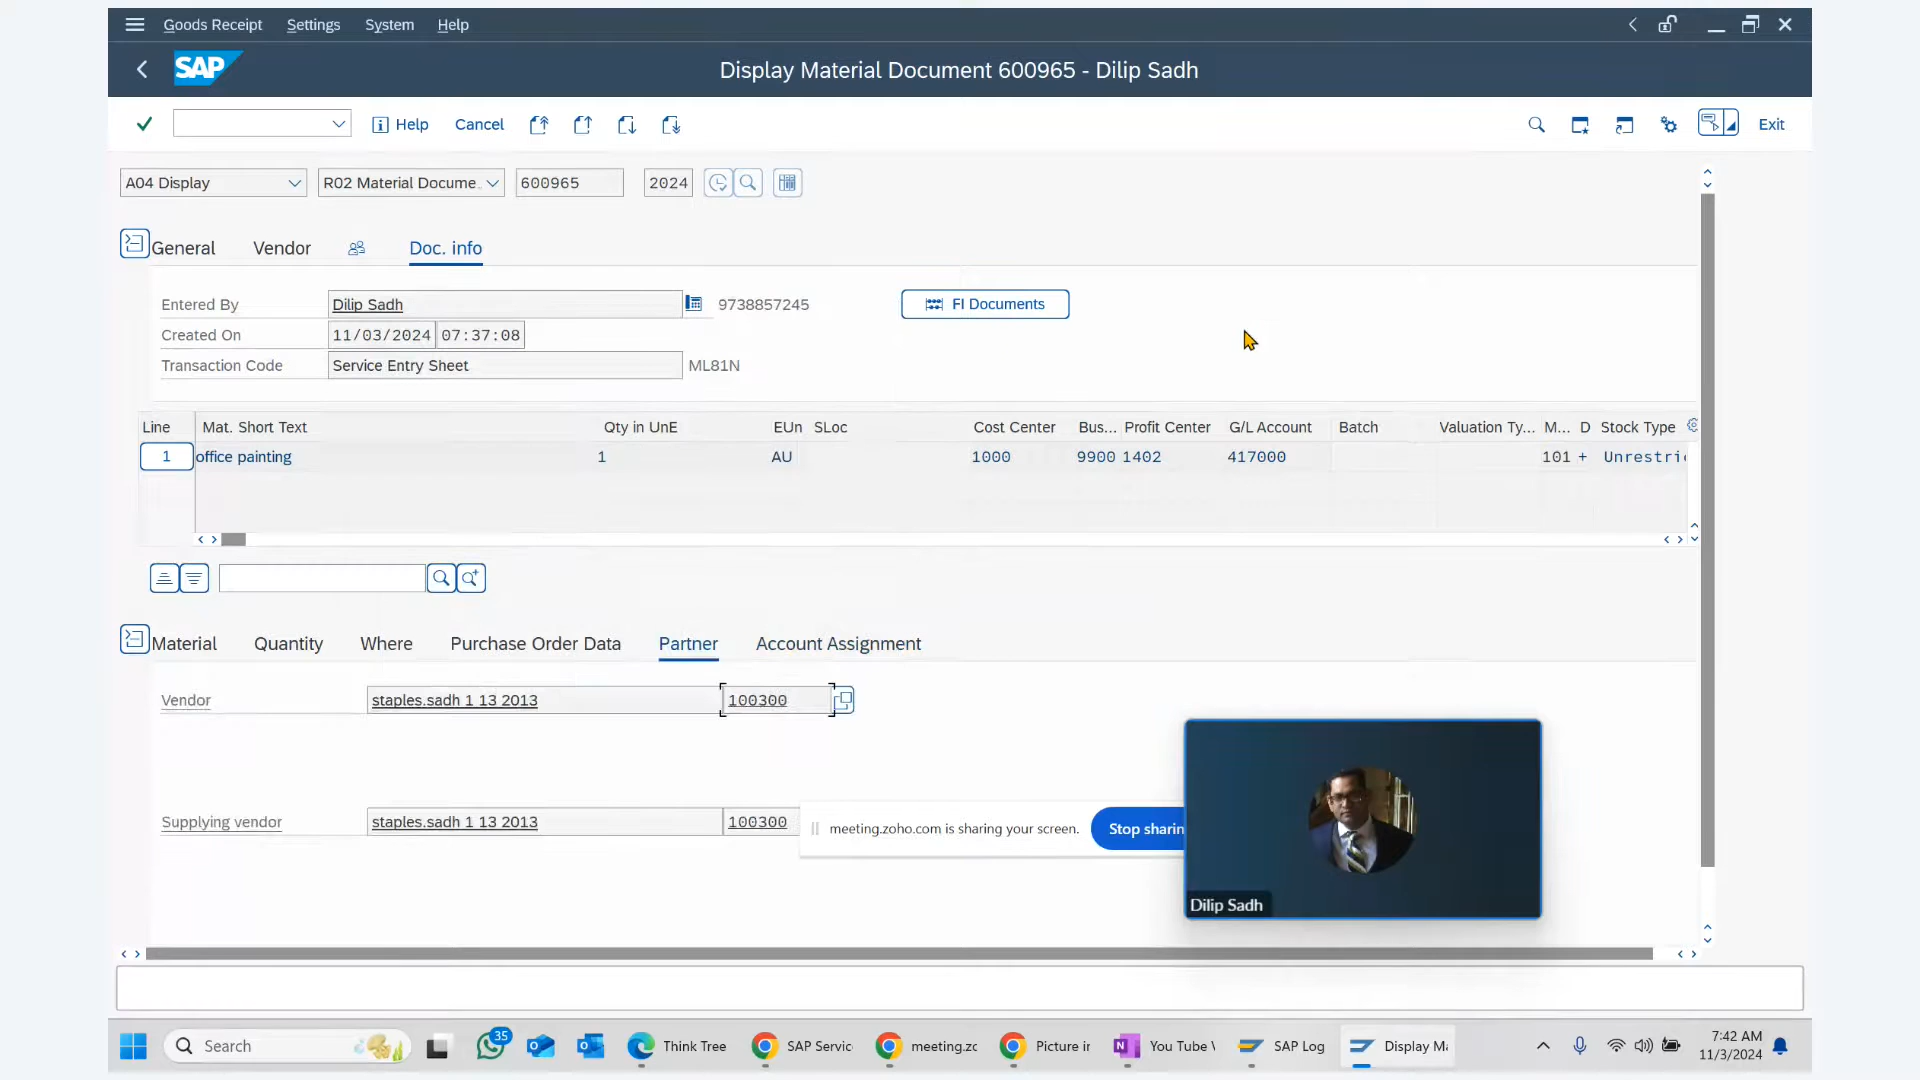 Goods Receipt Settings System Help
SAP Display Material Document 600965 - Dilip Sadh
Help Cancel Exit
A04 Display R02 Material Docume 600965 2024
General Vendor Doc. info
Entered By Dilip Sadh 9738857245 FI Documents
Created On 11/03/2024 07:37:08
Transaction Code Service Entry Sheet ML81N
Line Mat. Short Text Qty in UnE EUn SLoc Cost Center Bus... Profit Center G/L Account Batch Valuation Ty... M... D Stock Type
1 office painting 1 AU 1000 9900 1402 417000 101 + Unrestri
Material Quantity Where Purchase Order Data Partner Account Assignment
Vendor staples.sadh 1 13 2013 100300
Supplying vendor staples.sadh 1 13 2013 100300
meeting.zoho.com is sharing your screen. Stop sharin
Dilip Sadh
Search 35 Think Tree SAP Servic meeting.zc Picture ir You Tube SAP Log Display Ma
7:42 AM
11/3/2024